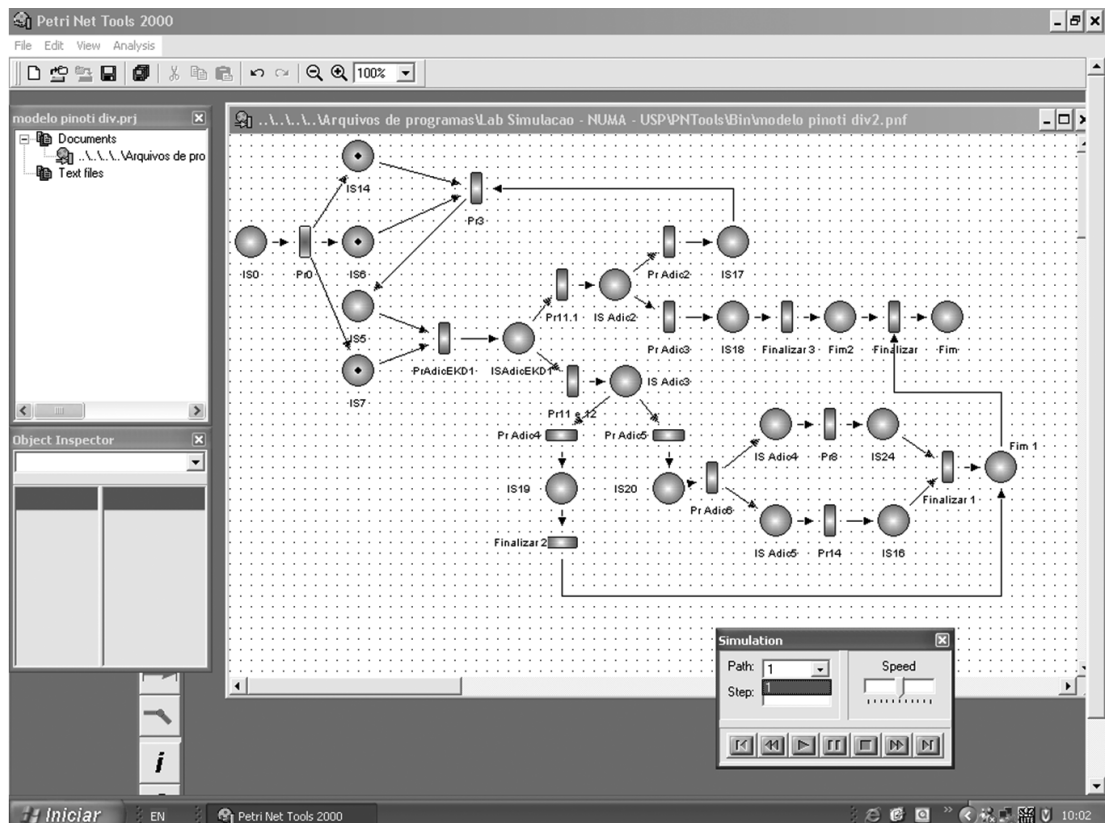 Petri Net Tools 2000
File Edit View Analysis
100%
modelo pinoti div.prj
Documents
..\..\..\..\Arquivos de pro
Text files
Object Inspector
..\..\..\..\Arquivos de programas\Lab Simulacao - NUMA - USP\PNTools\Bin\modelo pinoti div2.pnf
IS14
Pr3
IS0
Pr0
IS6
Pr Adic2
IS17
IS5
Pr11.1
IS Adic2
PrAdicEKD1
ISAdicEKD1
Pr Adic3
IS18
Finalizar 3
Fim2
Finalizar
Fim
IS7
IS Adic3
Pr11 e 12
Pr Adic4
Pr Adic5
IS Adic4
Pr8
IS24
Fim 1
IS19
IS20
Pr Adic6
Finalizar 1
Finalizar 2
IS Adic5
Pr14
IS16
Simulation
Path: 1
Speed
Step: 1
i
Iniciar
EN
Petri Net Tools 2000
10:02